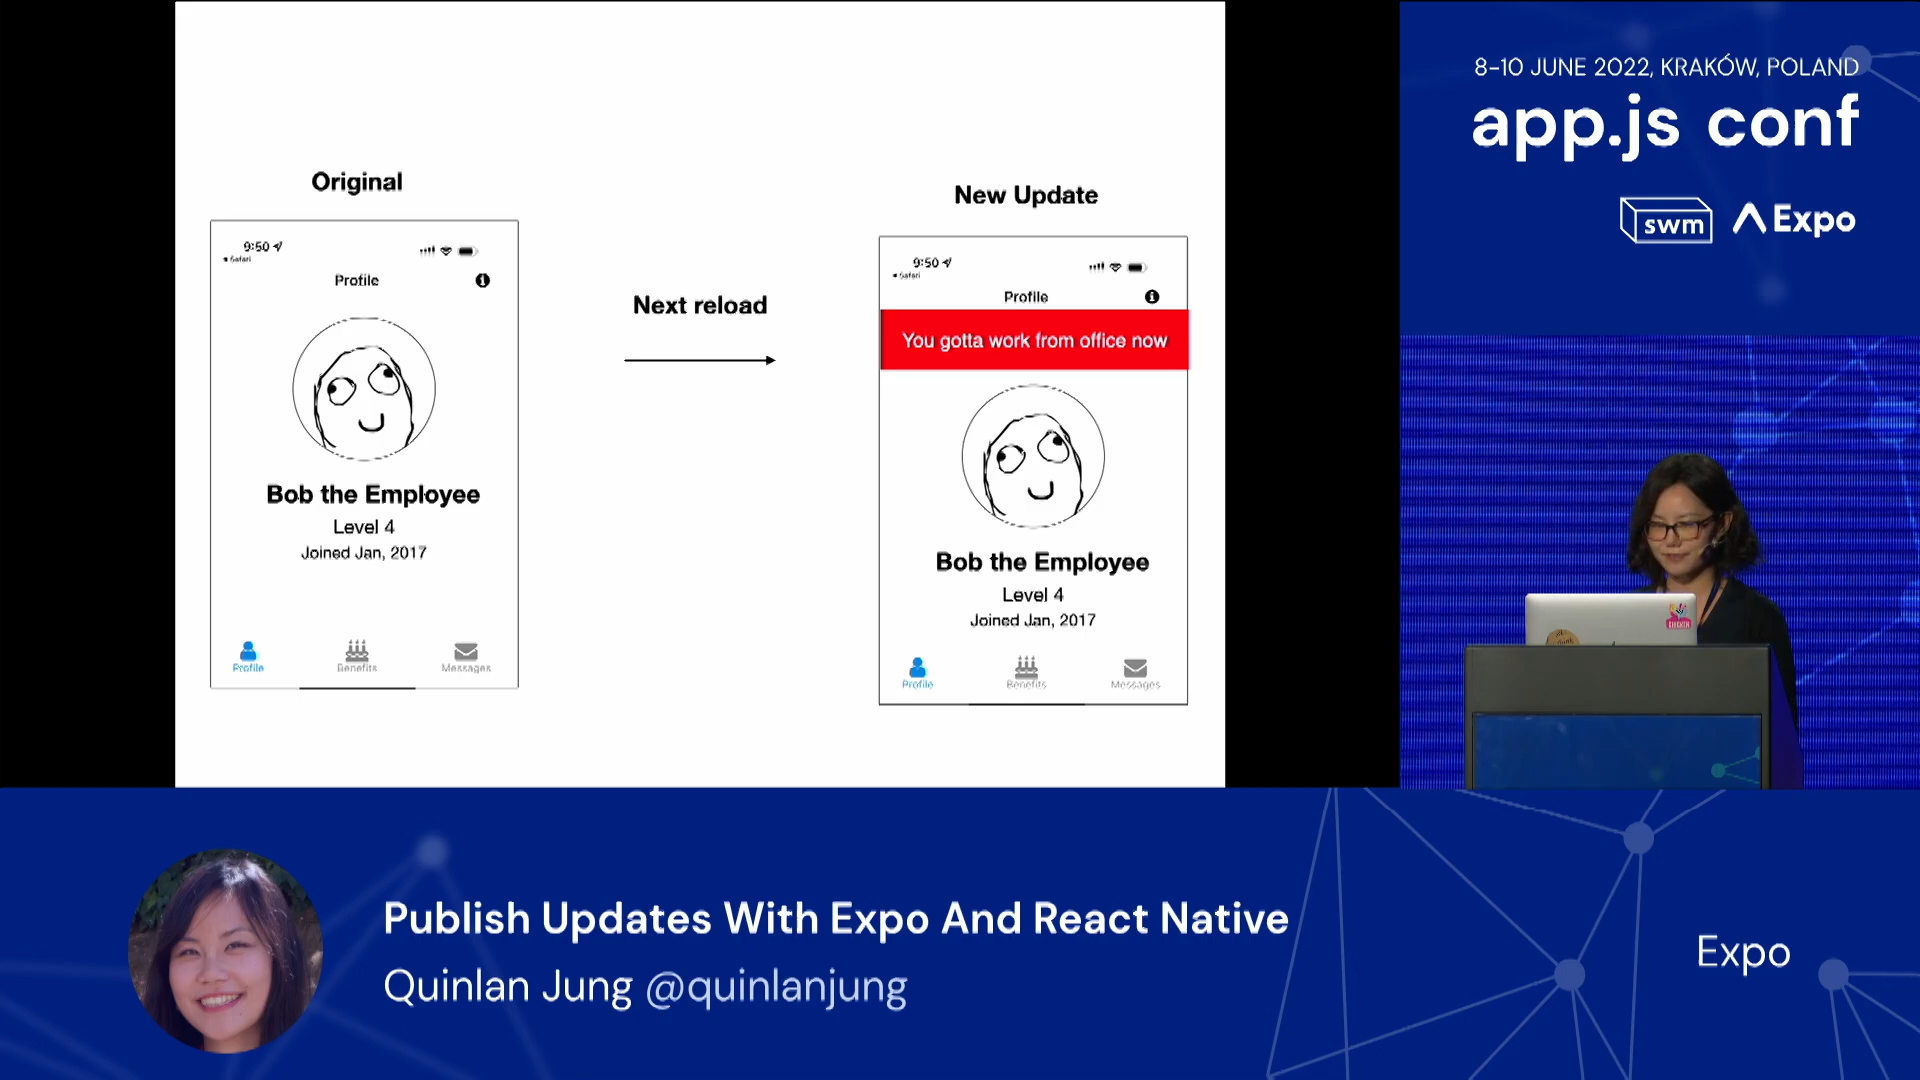 Original
9:50
Safari
Profile
Bob the Employee
Level 4
Joined Jan, 2017
Profile
Benefits
Messages
Next reload
New Update
9:50
Safari
Profile
You gotta work from office now
Bob the Employee
Level 4
Joined Jan, 2017
Profile
Benefits
Messages
8-10 JUNE 2022, KRAKÓW, POLAND
app.js conf
swm
Expo
CHICKEN
Publish Updates With Expo And React Native
Quinlan Jung @quinlanjung
Expo